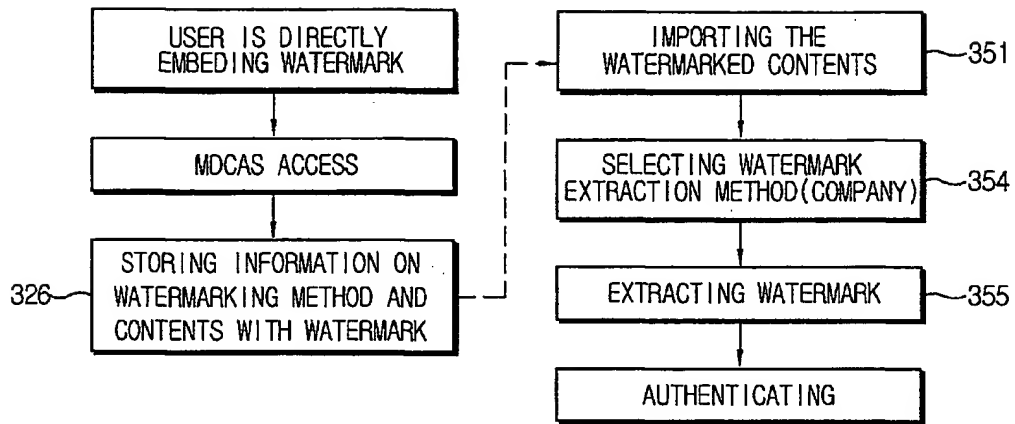 USER IS DIRECTLY
EMBEDING WATERMARK
MDCAS ACCESS
326
STORING INFORMATION ON
WATERMARKING METHOD AND
CONTENTS WITH WATERMARK
IMPORTING THE
WATERMARKED CONTENTS
351
SELECTING WATERMARK
EXTRACTION METHOD(COMPANY)
354
EXTRACTING WATERMARK
355
AUTHENTICATING